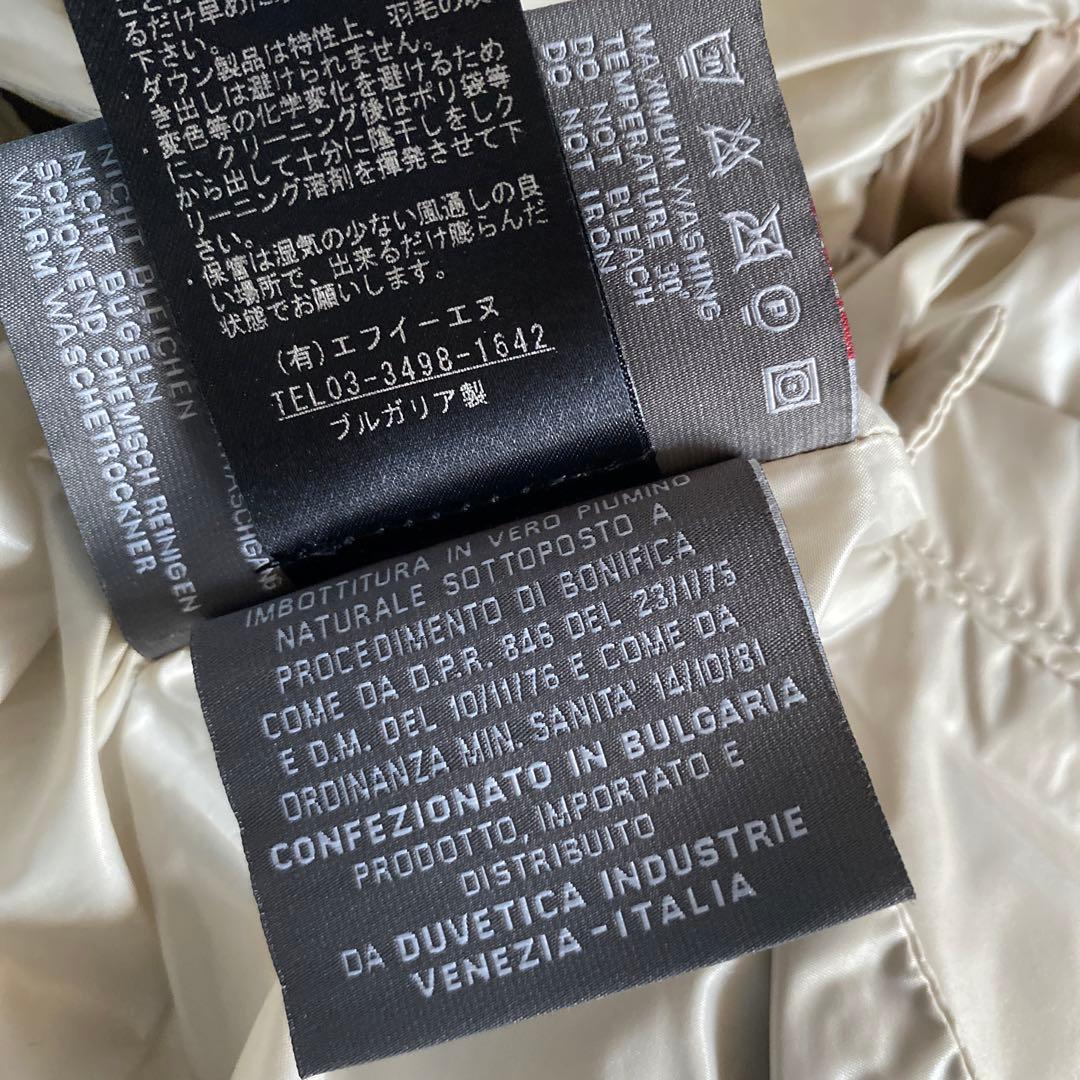 るだけ早めに
下さい。
ダウン製品は特性上、羽毛の吹
き出しは避けられません。
変色等の化学変化を避けるため
に、クリーニング後はポリ袋等
から出して十分に陰干しをしク
リーニング溶剤を揮発させて下
さい。
保管は湿気の少ない風通しの良
い場所で、出来るだけ膨らんだ
状態でお願いします。
(有)エフイーエヌ
TEL03-3498-1642
ブルガリア製
MAXIMUM WASHING
TEMPERATURE 30°
DO NOT BLEACH
DO NOT IRON
30
P
NICHT BLEICHEN
NICHT BUGELN
NICHT CHEMISCH REINIGEN
SCHONEND WASCHETROCKNER
WARM
IMBOTTITURA IN VERO PIUMINO
NATURALE SOTTOPOSTO A
PROCEDIMENTO DI BONIFICA
COME DA D.P.R. 846 DEL 23/11/75
E D.M. DEL 10/11/76 E COME DA
ORDINANZA MIN. SANITA' 14/10/81
CONFEZIONATO IN BULGARIA
PRODOTTO, IMPORTATO E
DISTRIBUITO
DA DUVETICA INDUSTRIE
VENEZIA - ITALIA